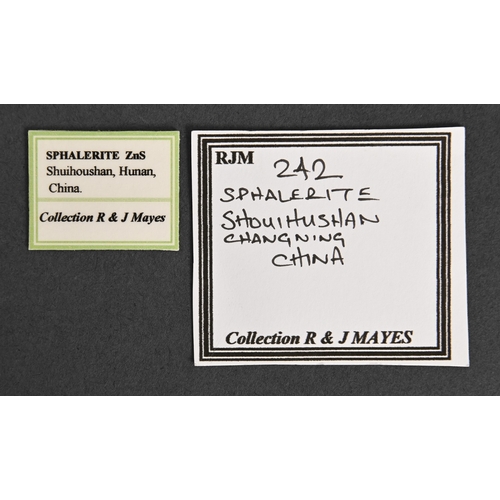 SPHALERITE ZnS
Shuihoushan, Hunan,
China.
Collection R & J Mayes
RJM
242
SPHALERITE
SHOUIHUSHAN
CHANGNING
CHINA
Collection R & J MAYES